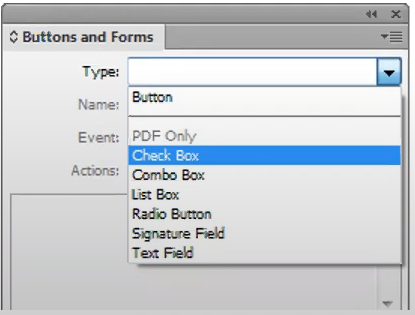 Buttons and Forms
Type:
Name:
Button
Event:
PDF Only
Check Box
Actions:
Combo Box
List Box
Radio Button
Signature Field
Text Field